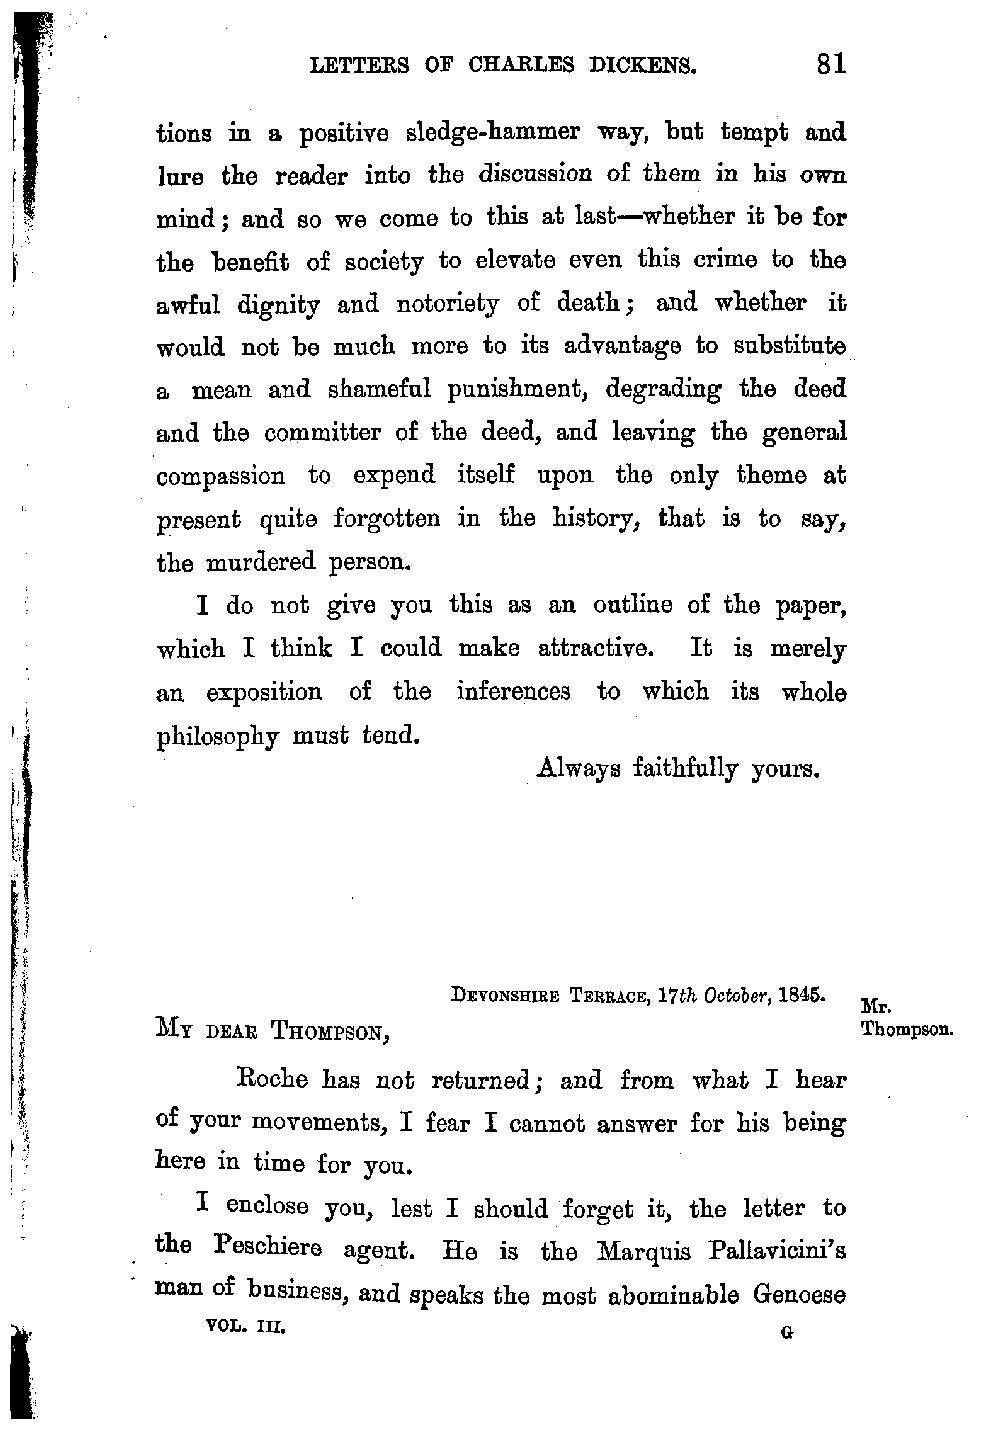 LETTERS OF CHARLES DICKENS. 81
tions in a positive sledge-hammer way, but tempt and
lure the reader into the discussion of them in his own
mind; and so we come to this at last—whether it be for
the benefit of society to elevate even this crime to the
awful dignity and notoriety of death; and whether it
would not be much more to its advantage to substitute
a mean and shameful punishment, degrading the deed
and the committer of the deed, and leaving the general
compassion to expend itself upon the only theme at
present quite forgotten in the history, that is to say,
the murdered person.
I do not give you this as an outline of the paper,
which I think I could make attractive. It is merely
an exposition of the inferences to which its whole
philosophy must tend.
Always faithfully yours.
DEVONSHIRE TERRACE, 17th October, 1845.
Mr.
Thompson.
MY DEAR THOMPSON,
Roche has not returned; and from what I hear
of your movements, I fear I cannot answer for his being
here in time for you.
I enclose you, lest I should forget it, the letter to
the Peschiere agent. He is the Marquis Pallavicini's
man of business, and speaks the most abominable Genoese
VOL. III. G